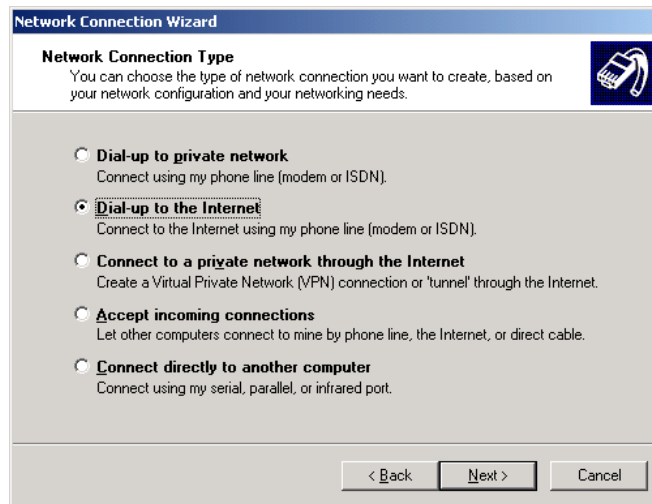 Network Connection Wizard
Network Connection Type
You can choose the type of network connection you want to create, based on
your network configuration and your networking needs.
Dial-up to private network
Connect using my phone line (modem or ISDN).
Dial-up to the Internet
Connect to the Internet using my phone line (modem or ISDN).
Connect to a private network through the Internet
Create a Virtual Private Network (VPN) connection or 'tunnel' through the Internet.
Accept incoming connections
Let other computers connect to mine by phone line, the Internet, or direct cable.
Connect directly to another computer
Connect using my serial, parallel, or infrared port.
< Back Next > Cancel